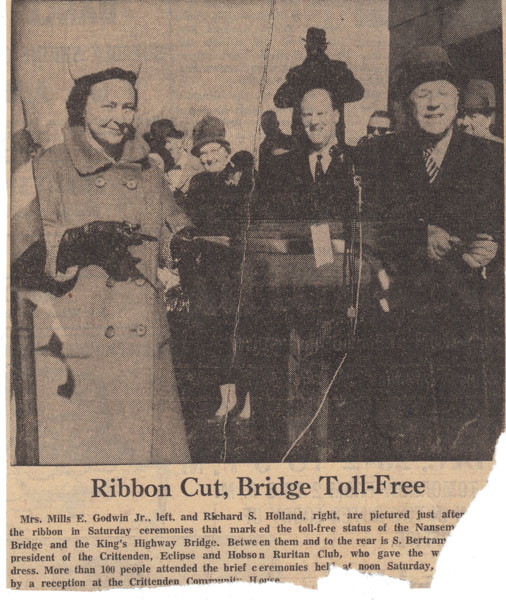 Ribbon Cut, Bridge Toll-Free
Mrs. Mills E. Godwin Jr., left, and Richard S. Holland, right, are pictured just after
the ribbon in Saturday ceremonies that marked the toll-free status of the Nansem
Bridge and the King's Highway Bridge. Between them and to the rear is S. Bertram
president of the Crittenden, Eclipse and Hobson Ruritan Club, who gave the w
dress. More than 100 people attended the brief ceremonies held at noon Saturday,
by a reception at the Crittenden Community House.